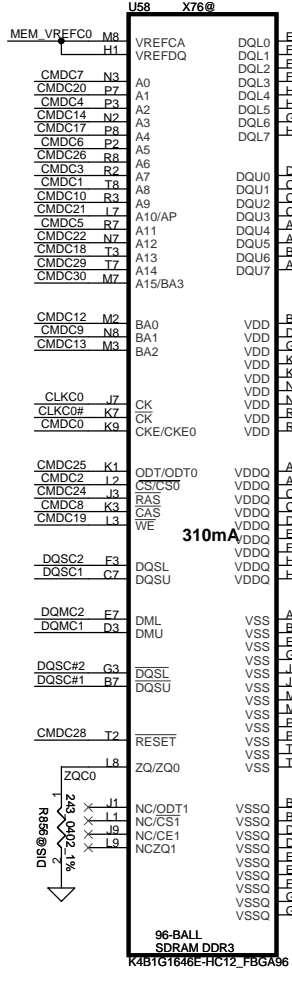 U58 X76@
MEM_VREFC0 M8 VREFCA DQL0
H1 VREFDQ DQL1
DQL2
CMDC7 N3 A0 DQL3
CMDC20 P7 A1 DQL4
CMDC4 P3 A2 DQL5
CMDC14 N2 A3 DQL6
CMDC17 P8 A4 DQL7
CMDC6 P2 A5
CMDC26 R8 A6
CMDC3 R2 A7 DQU0
CMDC1 T8 A8 DQU1
CMDC10 R3 A9 DQU2
CMDC21 L7 A10/AP DQU3
CMDC5 R7 A11 DQU4
CMDC22 N7 A12 DQU5
CMDC18 T3 A13 DQU6
CMDC29 T7 A14 DQU7
CMDC30 M7 A15/BA3
CMDC12 M2 BA0 VDD
CMDC9 N8 BA1 VDD
CMDC13 M3 BA2 VDD
VDD
VDD
VDD
CLKC0 J7 CK VDD
CLKC0# K7 CK VDD
CMDC0 K9 CKE/CKE0 VDD
CMDC25 K1 ODT/ODT0 VDDQ
CMDC2 L2 CS/CS0 VDDQ
CMDC24 J3 RAS VDDQ
CMDC8 K3 CAS VDDQ
CMDC19 L3 WE VDDQ
310mA VDDQ
VDDQ
DQSC2 F3 DQSL VDDQ
DQSC1 C7 DQSU VDDQ
DQMC2 E7 DML VSS
DQMC1 D3 DMU VSS
VSS
VSS
DQSC#2 G3 DQSL VSS
DQSC#1 B7 DQSU VSS
VSS
VSS
VSS
CMDC28 T2 RESET VSS
VSS
L8 ZQ/ZQ0 VSS
ZQC0
J1 NC/ODT1 VSSQ
L1 NC/CS1 VSSQ
J9 NC/CE1 VSSQ
L9 NCZQ1 VSSQ
VSSQ
VSSQ
VSSQ
VSSQ
VSSQ
1
2
243_0402_1%
R856@SID
96-BALL
SDRAM DDR3
K4B1G1646E-HC12_FBGA96